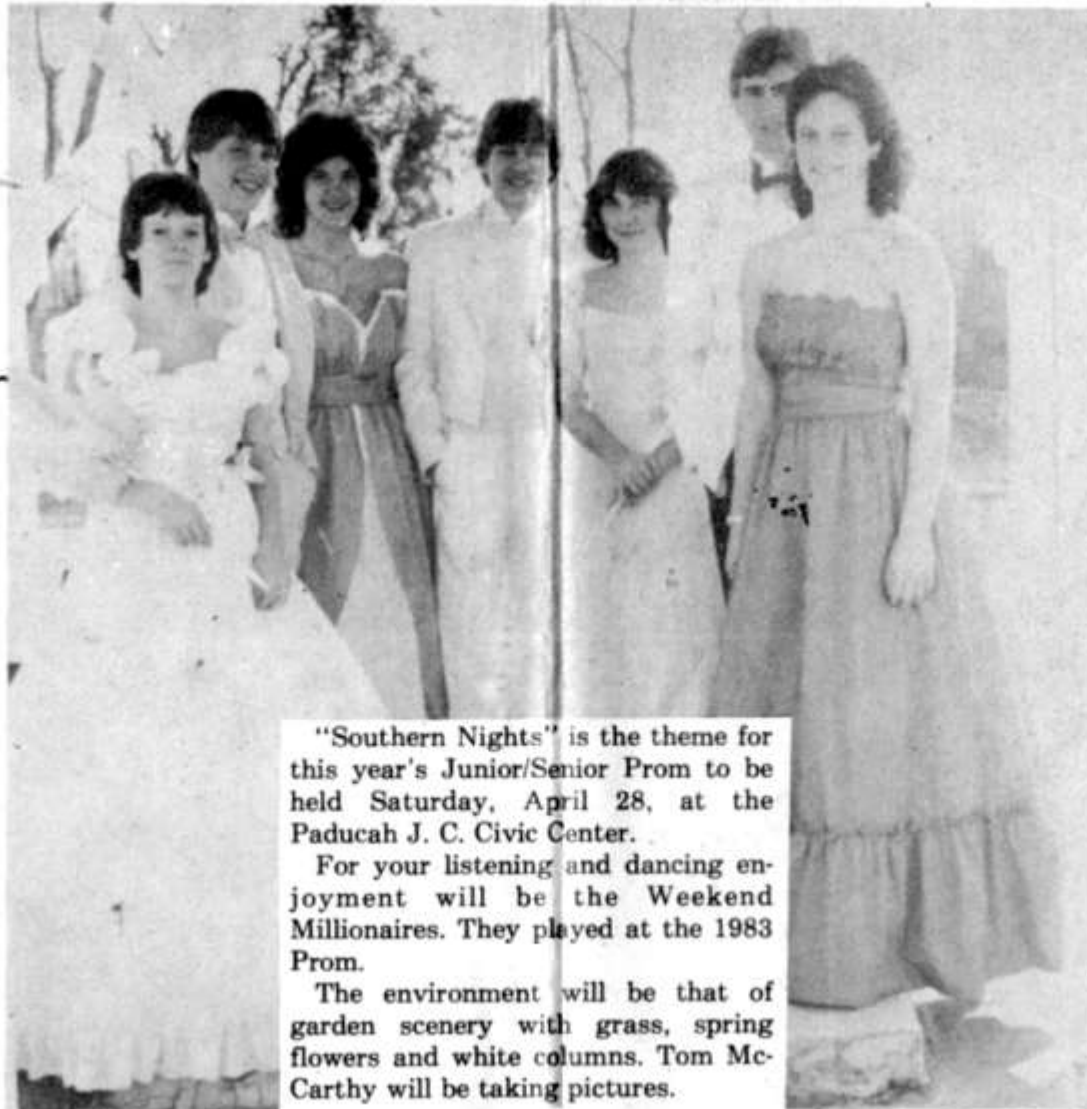 "Southern Nights" is the theme for
this year's Junior/Senior Prom to be
held Saturday, April 28, at the
Paducah J. C. Civic Center.
For your listening and dancing en-
joyment will be the Weekend
Millionaires. They played at the 1983
Prom.
The environment will be that of
garden scenery with grass, spring
flowers and white columns. Tom Mc-
Carthy will be taking pictures.